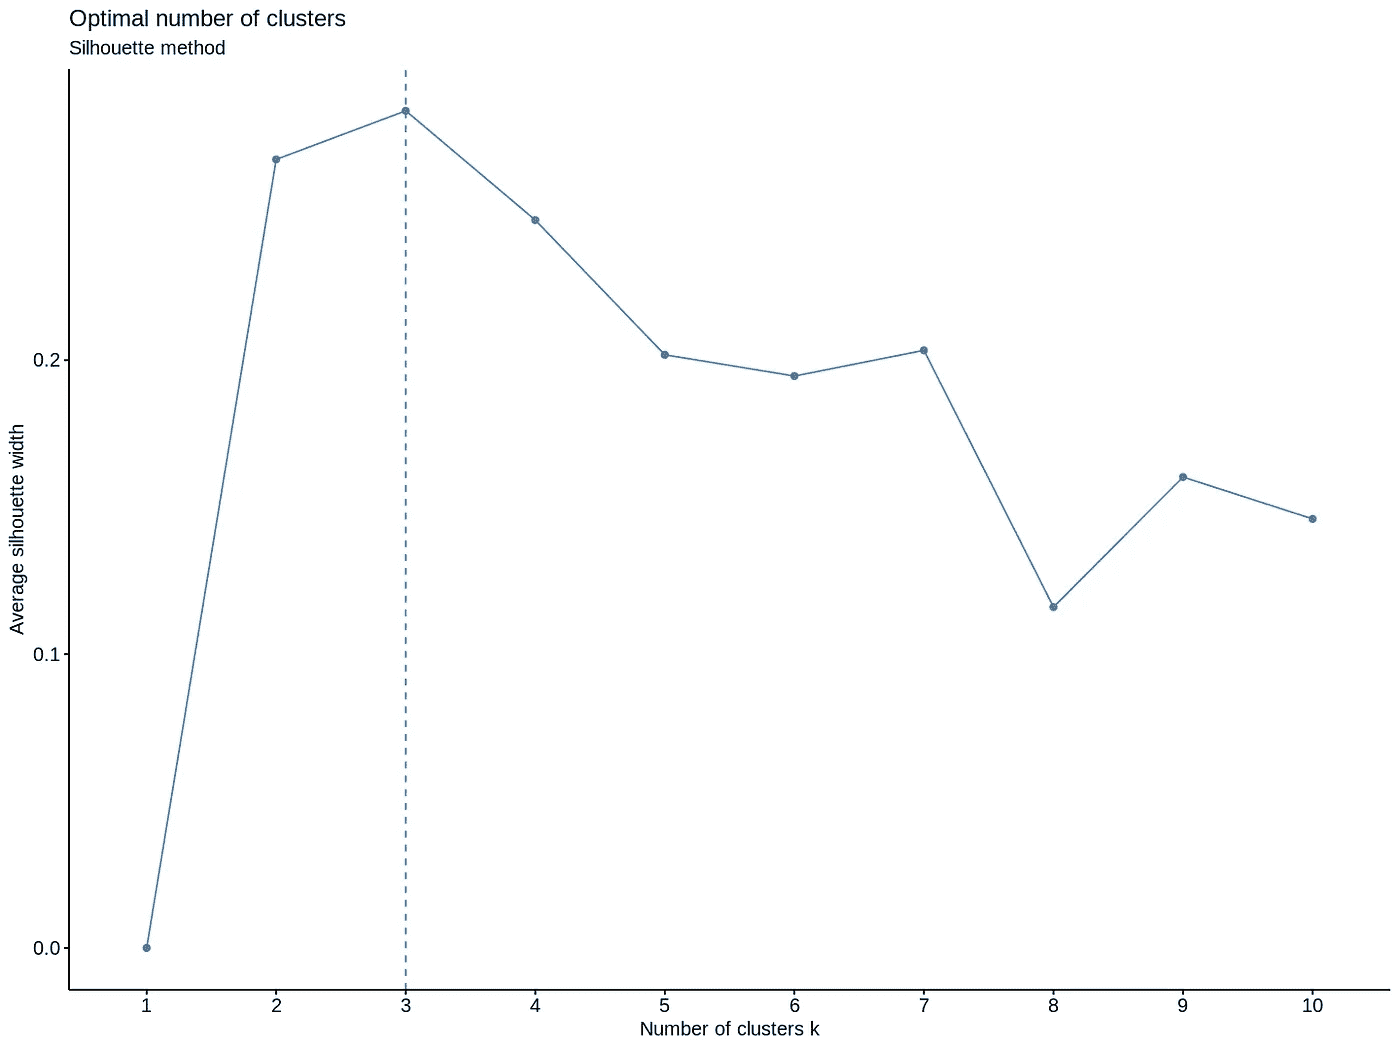 Optimal number of clusters
Silhouette method
Average silhouette width
0.2
0.1
0.0
1 2 3 4 5 6 7 8 9 10
Number of clusters k